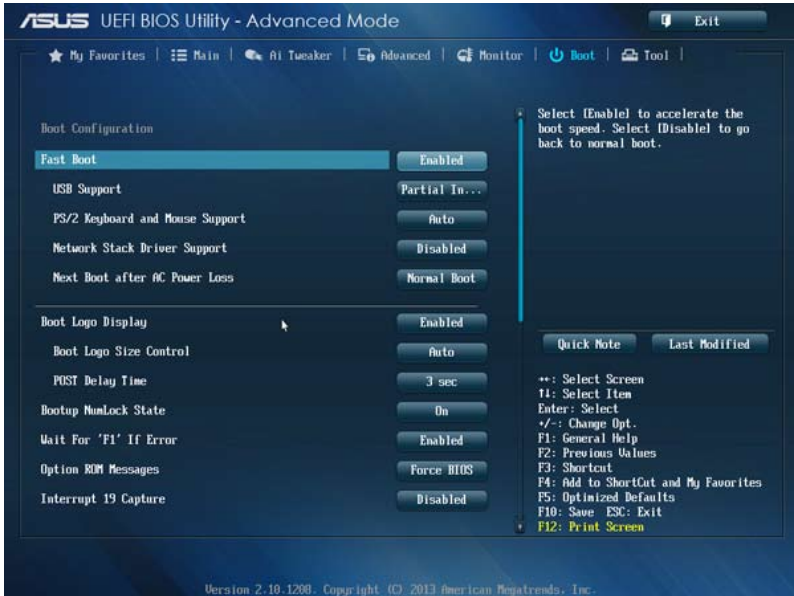 ASUS UEFI BIOS Utility - Advanced Mode
Exit
My Favorites | Main | Ai Tweaker | Advanced | Monitor | Boot | Tool |
Boot Configuration
Fast Boot Enabled
USB Support Partial In...
PS/2 Keyboard and Mouse Support Auto
Network Stack Driver Support Disabled
Next Boot after AC Power Loss Normal Boot
Boot Logo Display Enabled
Boot Logo Size Control Auto
POST Delay Time 3 sec
Bootup NumLock State On
Wait For 'F1' If Error Enabled
Option ROM Messages Force BIOS
Interrupt 19 Capture Disabled
Select [Enable] to accelerate the
boot speed. Select [Disable] to go
back to normal boot.
Quick Note Last Modified
→←: Select Screen
↑↓: Select Item
Enter: Select
+/-: Change Opt.
F1: General Help
F2: Previous Values
F3: Shortcut
F4: Add to ShortCut and My Favorites
F5: Optimized Defaults
F10: Save ESC: Exit
F12: Print Screen
Version 2.10.1208. Copyright (C) 2013 American Megatrends, Inc.